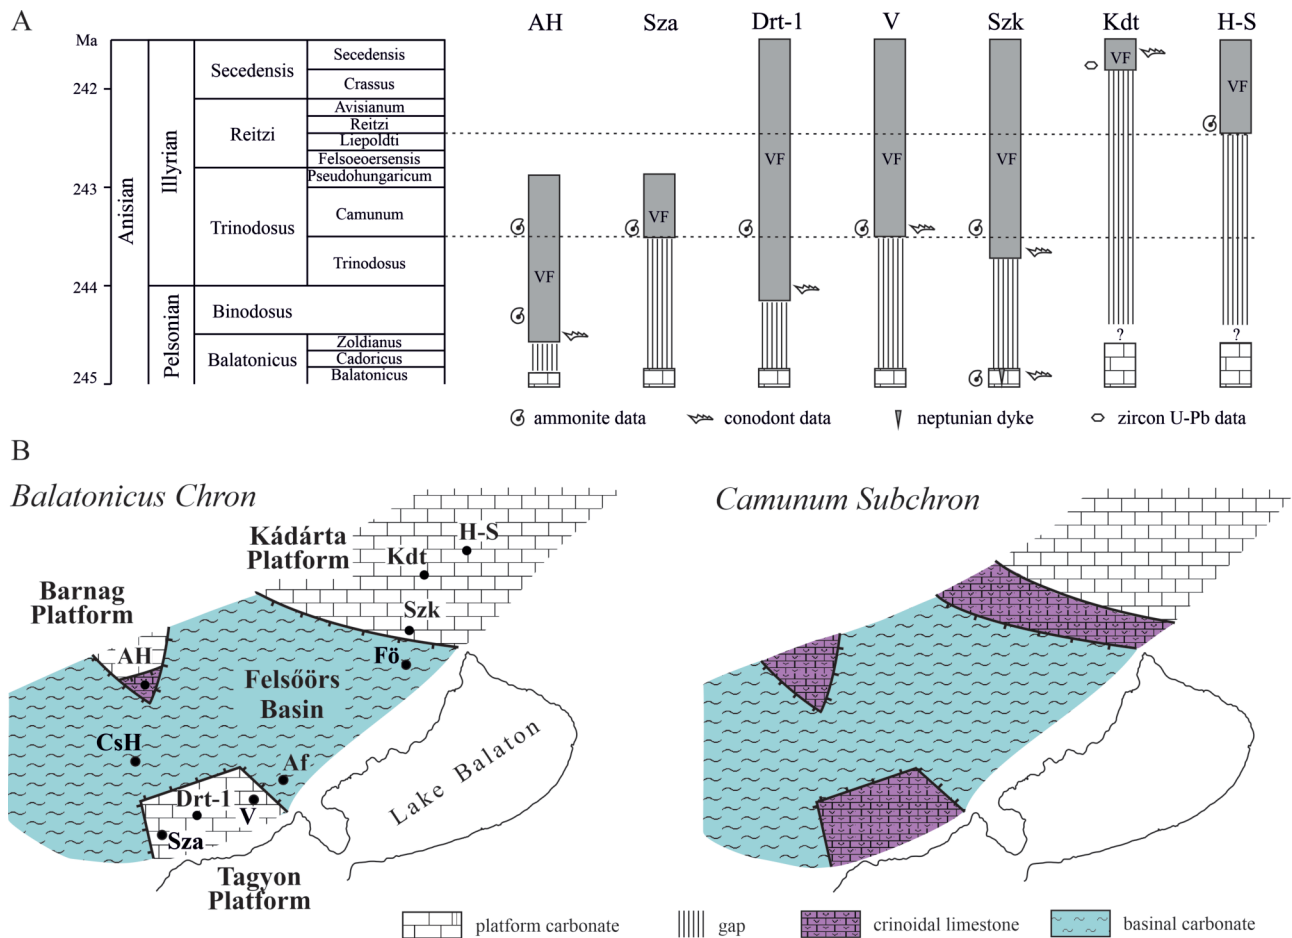 A
AH Sza Drt-1 V Szk Kdt H-S
Ma
242
243
244
245
Anisian
Illyrian
Pelsonian
Secedensis
Reitzi
Trinodosus
Binodosus
Balatonicus
Secedensis
Crassus
Avisianum
Reitzi
Liepoldti
Felsoeoersensis
Pseudohungaricum
Camunum
Trinodosus
Zoldianus
Cadoricus
Balatonicus
VF
VF
VF
VF
VF
VF
VF
? ?
ammonite data conodont data neptunian dyke zircon U-Pb data
B
Balatonicus Chron
Kádárta
Platform
H-S
Kdt
Szk
Barnag
Platform
AH
Fö
Felsőörs
Basin
CsH
Af
Drt-1
V
Sza
Tagyon
Platform
Lake Balaton
Camunum Subchron
platform carbonate gap crinoidal limestone basinal carbonate